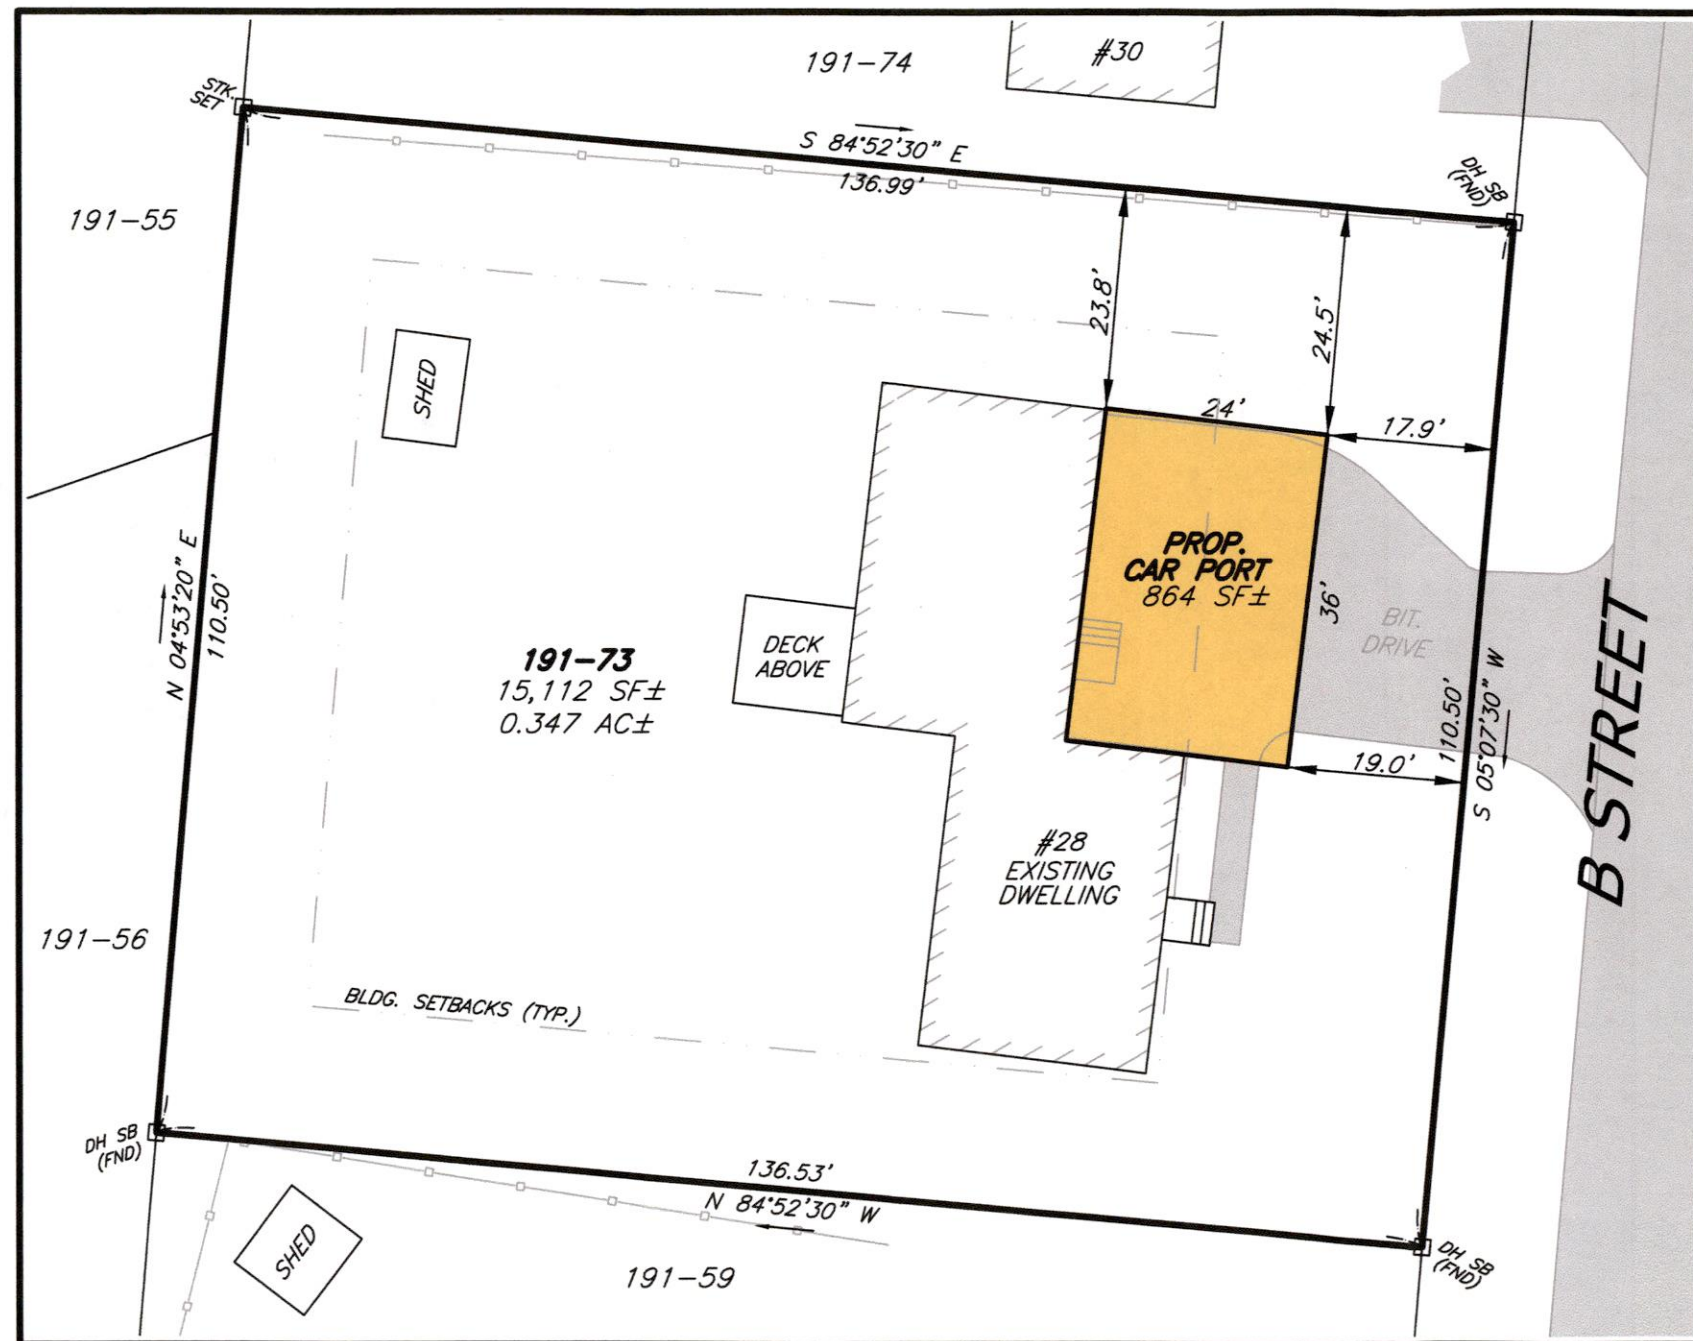 191-74
#30
STK.
SET
S 84°52'30" E
136.99'
DH SB
(FND)
191-55
23.8'
24.5'
SHED
24'
17.9'
PROP.
CAR PORT
864 SF±
36'
BIT.
DRIVE
N 04°53'20" E
110.50'
DECK
ABOVE
191-73
15,112 SF±
0.347 AC±
110.50'
S 05°07'30" W
B STREET
19.0'
#28
EXISTING
DWELLING
191-56
BLDG. SETBACKS (TYP.)
DH SB
(FND)
136.53'
N 84°52'30" W
SHED
191-59
DH SB
(FND)